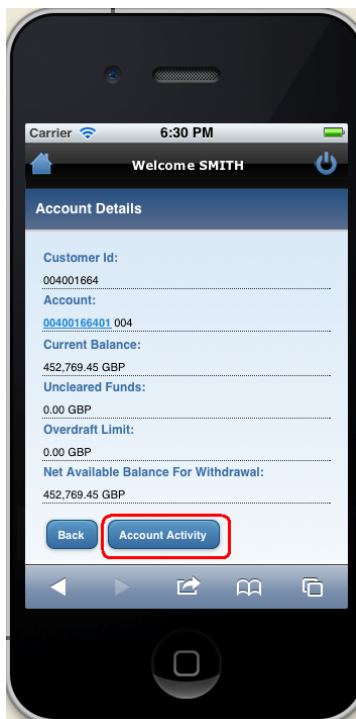 Carrier 6:30 PM
Welcome SMITH
Account Details
Customer Id:
004001664
Account:
00400166401 004
Current Balance:
452,769.45 GBP
Uncleared Funds:
0.00 GBP
Overdraft Limit:
0.00 GBP
Net Available Balance For Withdrawal:
452,769.45 GBP
Back Account Activity